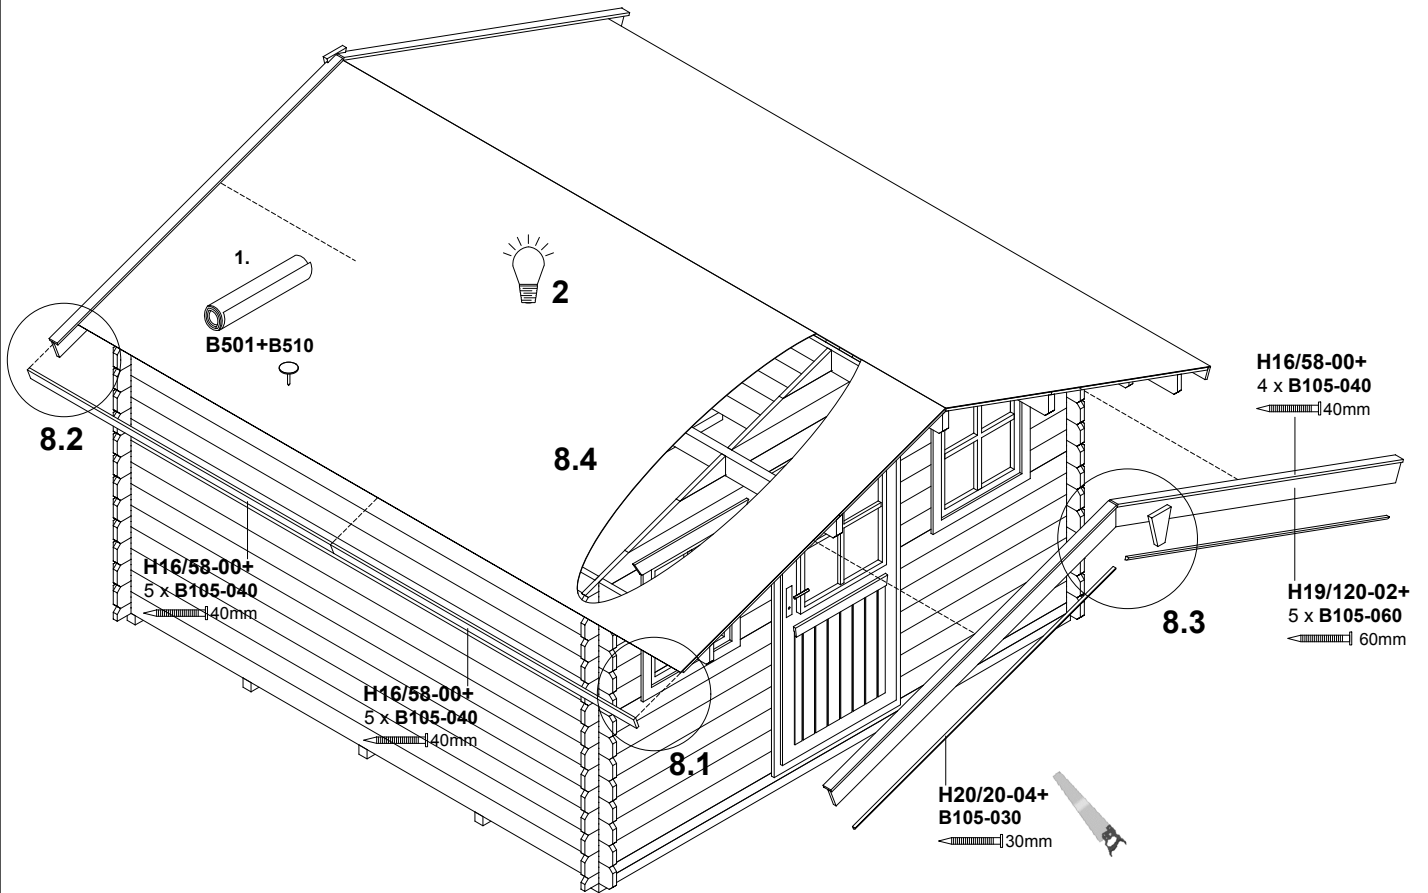 1.
B501+B510
2
8.2
8.4
H16/58-00+
4 x B105-040
40mm
H16/58-00+
5 x B105-040
40mm
H19/120-02+
5 x B105-060
60mm
8.3
H16/58-00+
5 x B105-040
40mm
8.1
H20/20-04+
B105-030
30mm